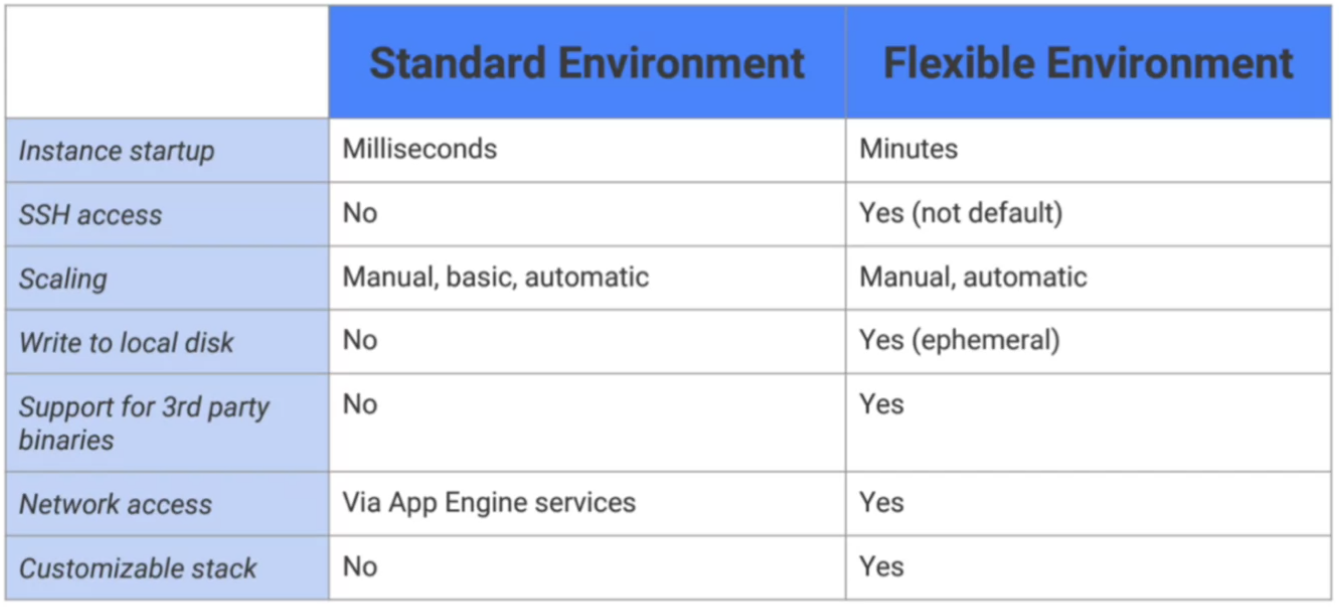 Standard Environment Flexible Environment
Instance startup Milliseconds Minutes
SSH access No Yes (not default)
Scaling Manual, basic, automatic Manual, automatic
Write to local disk No Yes (ephemeral)
Support for 3rd party No Yes
binaries
Network access Via App Engine services Yes
Customizable stack No Yes